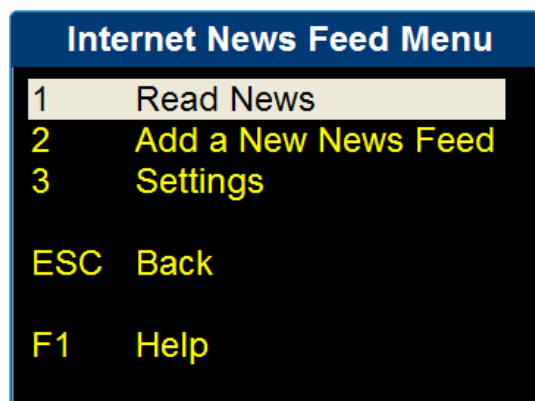 Internet News Feed Menu
1 Read News
2 Add a New News Feed
3 Settings
ESC Back
F1 Help